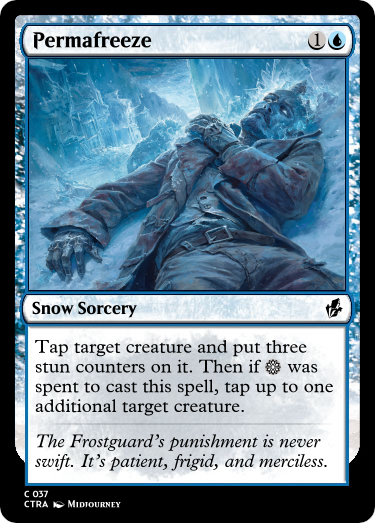 Permafreeze 1
Snow Sorcery
Tap target creature and put three
stun counters on it. Then if was
spent to cast this spell, tap up to one
additional target creature.
The Frostguard's punishment is never
swift. It's patient, frigid, and merciless.
C 037
CTRA Midjourney